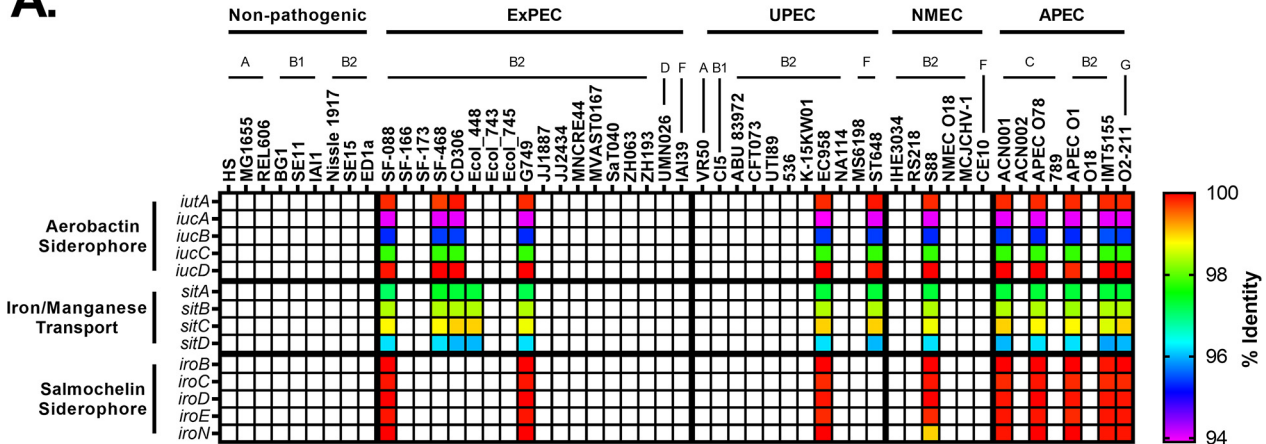 A.
Non-pathogenic ExPEC UPEC NMEC APEC
A B1 B2 B2 D F A B1 B2 F B2 F C B2 G
HS
MG1655
REL606
BG1
SE11
IAI1
Nissle 1917
SE15
ED1a
SF-088
SF-166
SF-173
SF-468
CD306
Ecol_448
Ecol_743
Ecol_745
G749
JJ1887
JJ2434
MNCRE44
MVAST0167
SaT040
ZH063
ZH193
UMN026
IAI39
VR50
CI5
ABU 83972
CFT073
UTI89
536
K-15KW01
EC958
NA114
MS6198
ST648
IHE3034
RS218
S88
NMEC O18
MCJCHV-1
CE10
ACN001
ACN002
APEC O78
789
APEC O1
O18
IMT5155
O2-211
Aerobactin
Siderophore
iutA
iucA
iucB
iucC
iucD
Iron/Manganese
Transport
sitA
sitB
sitC
sitD
Salmochelin
Siderophore
iroB
iroC
iroD
iroE
iroN
100
98
96
94
% Identity